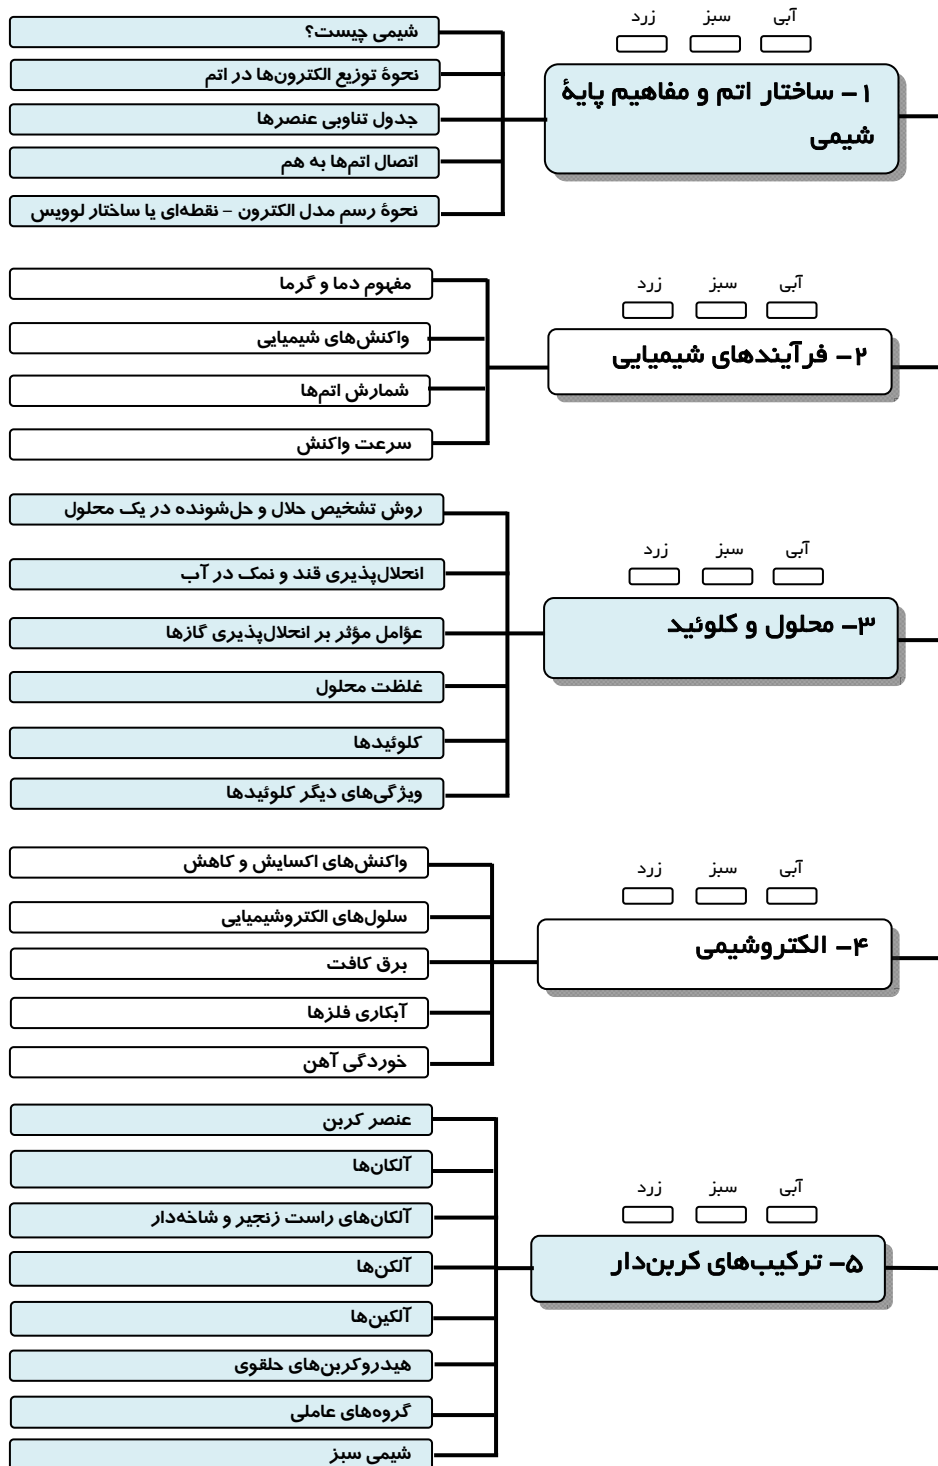 آبی سبز زرد
۱- ساختار اتم و مفاهیم پایهٔ
شیمی
شیمی چیست؟
نحوهٔ توزیع الکترون‌ها در اتم
جدول تناوبی عنصرها
اتصال اتم‌ها به هم
نحوهٔ رسم مدل الکترون – نقطه‌ای یا ساختار لوویس
آبی سبز زرد
۲- فرآیندهای شیمیایی
مفهوم دما و گرما
واکنش‌های شیمیایی
شمارش اتم‌ها
سرعت واکنش
آبی سبز زرد
۳- محلول و کلوئید
روش تشخیص حلال و حل‌شونده در یک محلول
انحلال‌پذیری قند و نمک در آب
عؤامل مؤثر بر انحلال‌پذیری گازها
غلظت محلول
کلوئیدها
ویژگی‌های دیگر کلوئیدها
آبی سبز زرد
۴- الکتروشیمی
واکنش‌های اکسایش و کاهش
سلول‌های الکتروشیمیایی
برق کافت
آبکاری فلزها
خوردگی آهن
آبی سبز زرد
۵- ترکیب‌های کربن‌دار
عنصر کربن
آلکان‌ها
آلکان‌های راست زنجیر و شاخه‌دار
آلکن‌ها
آلکین‌ها
هیدروکربن‌های حلقوی
گروه‌های عاملی
شیمی سبز